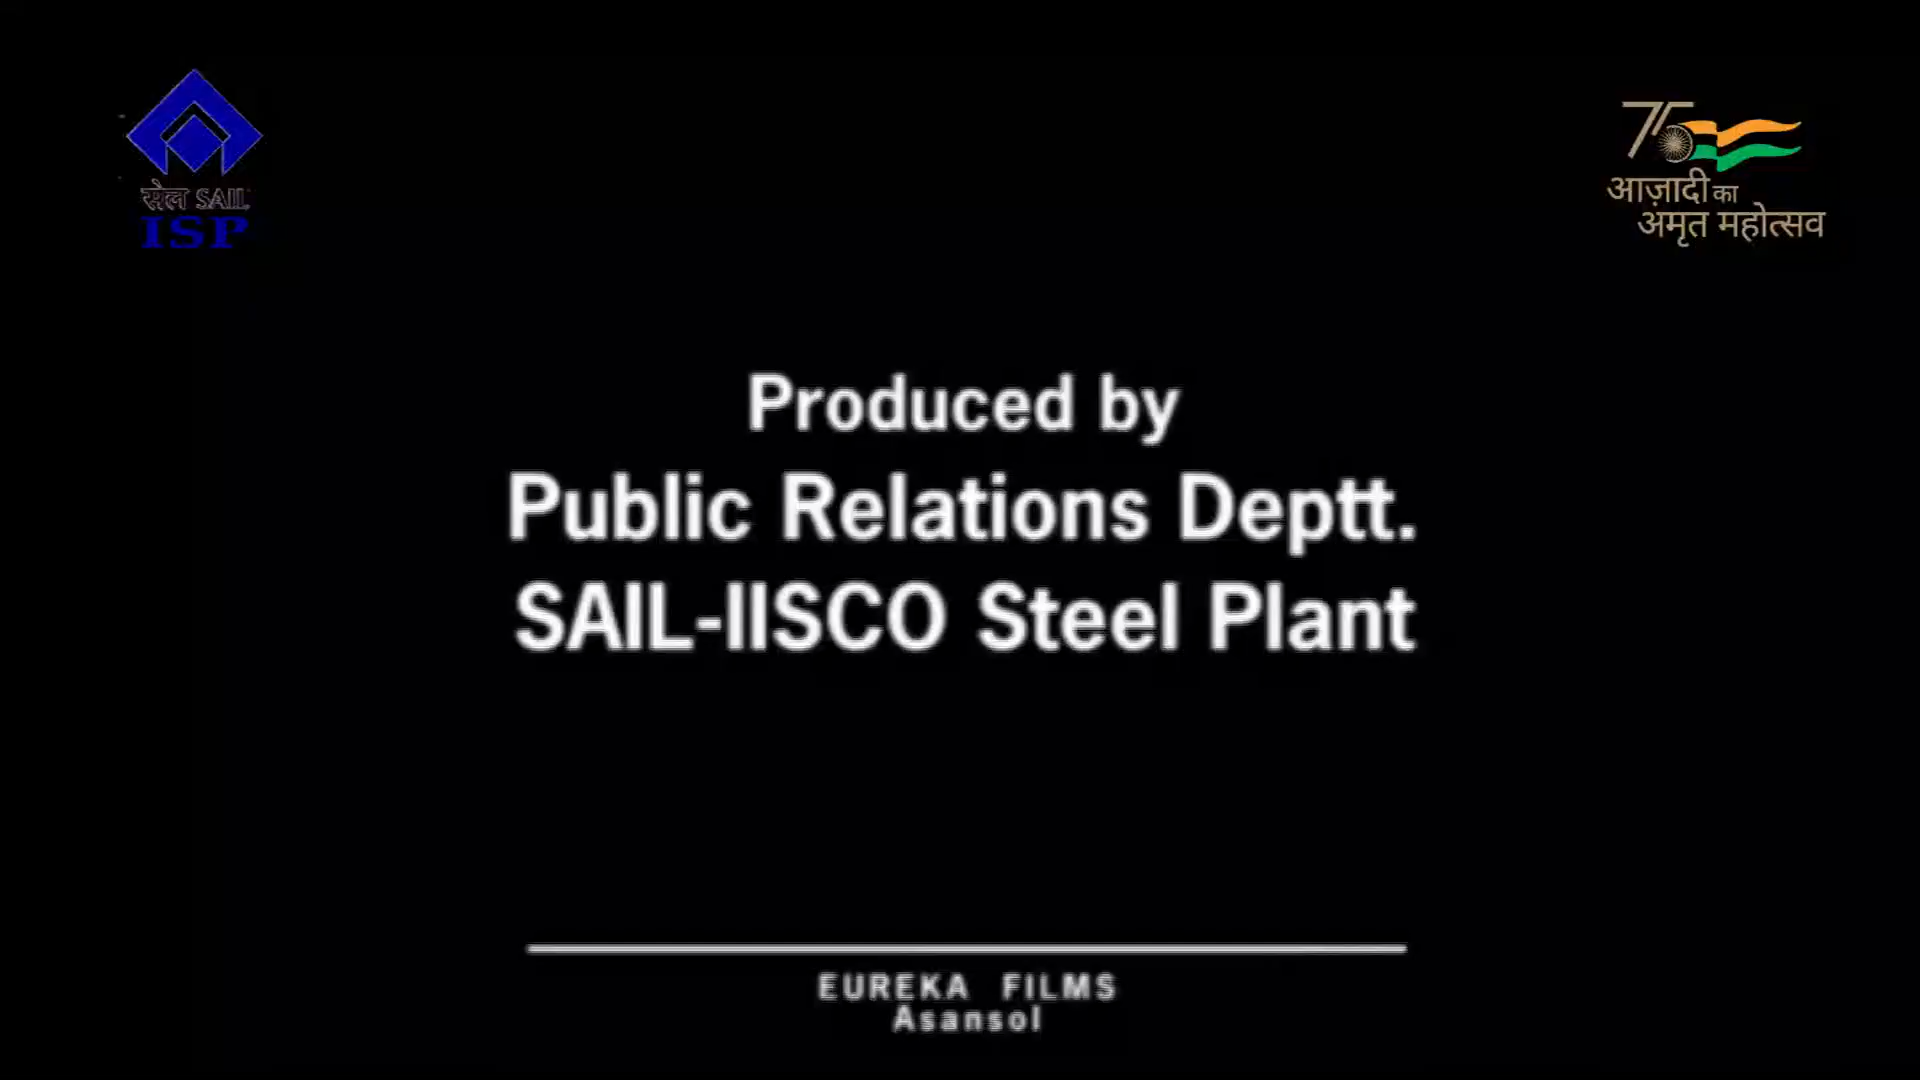 सेल SAIL
ISP
75
आज़ादी का
अमृत महोत्सव
Produced by
Public Relations Deptt.
SAIL-IISCO Steel Plant
EUREKA FILMS
Asansol